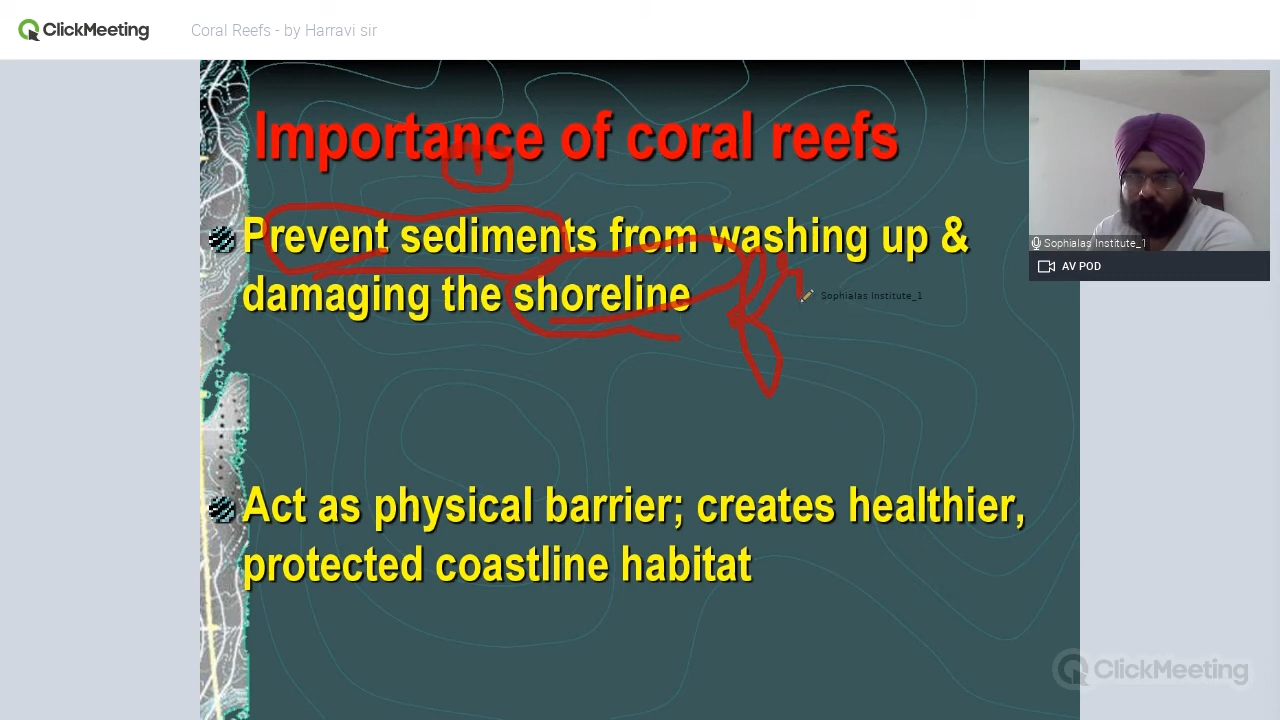 ClickMeeting
Coral Reefs - by Harravi sir
Importance of coral reefs
Prevent sediments from washing up &
damaging the shoreline
Act as physical barrier; creates healthier,
protected coastline habitat
Sophialas Institute_1
Sophialas Institute_1
AV POD
ClickMeeting